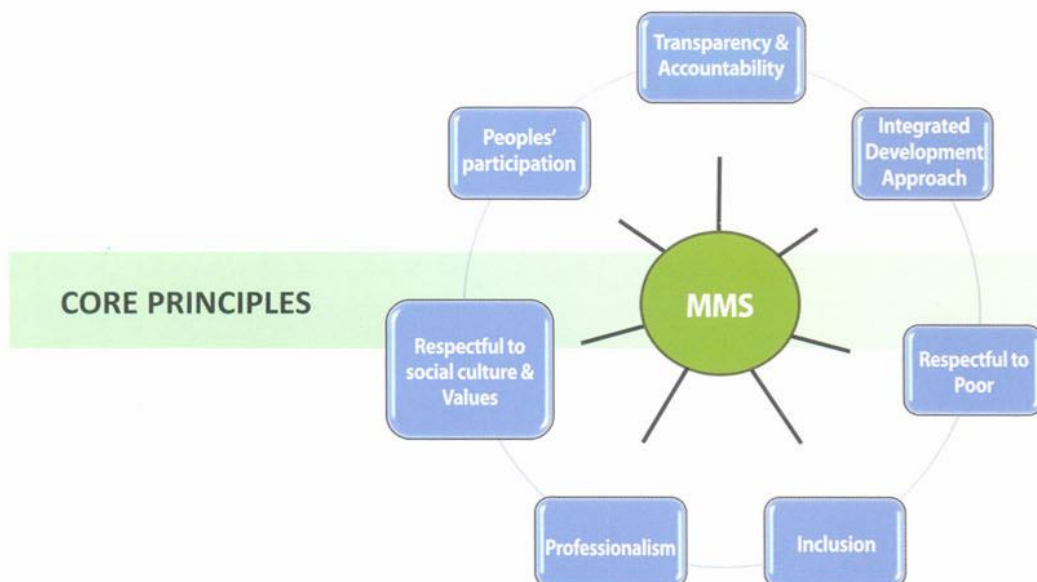 Transparency &
Accountability
Peoples'
participation
Integrated
Development
Approach
CORE PRINCIPLES
MMS
Respectful to
social culture &
Values
Respectful to
Poor
Professionalism
Inclusion